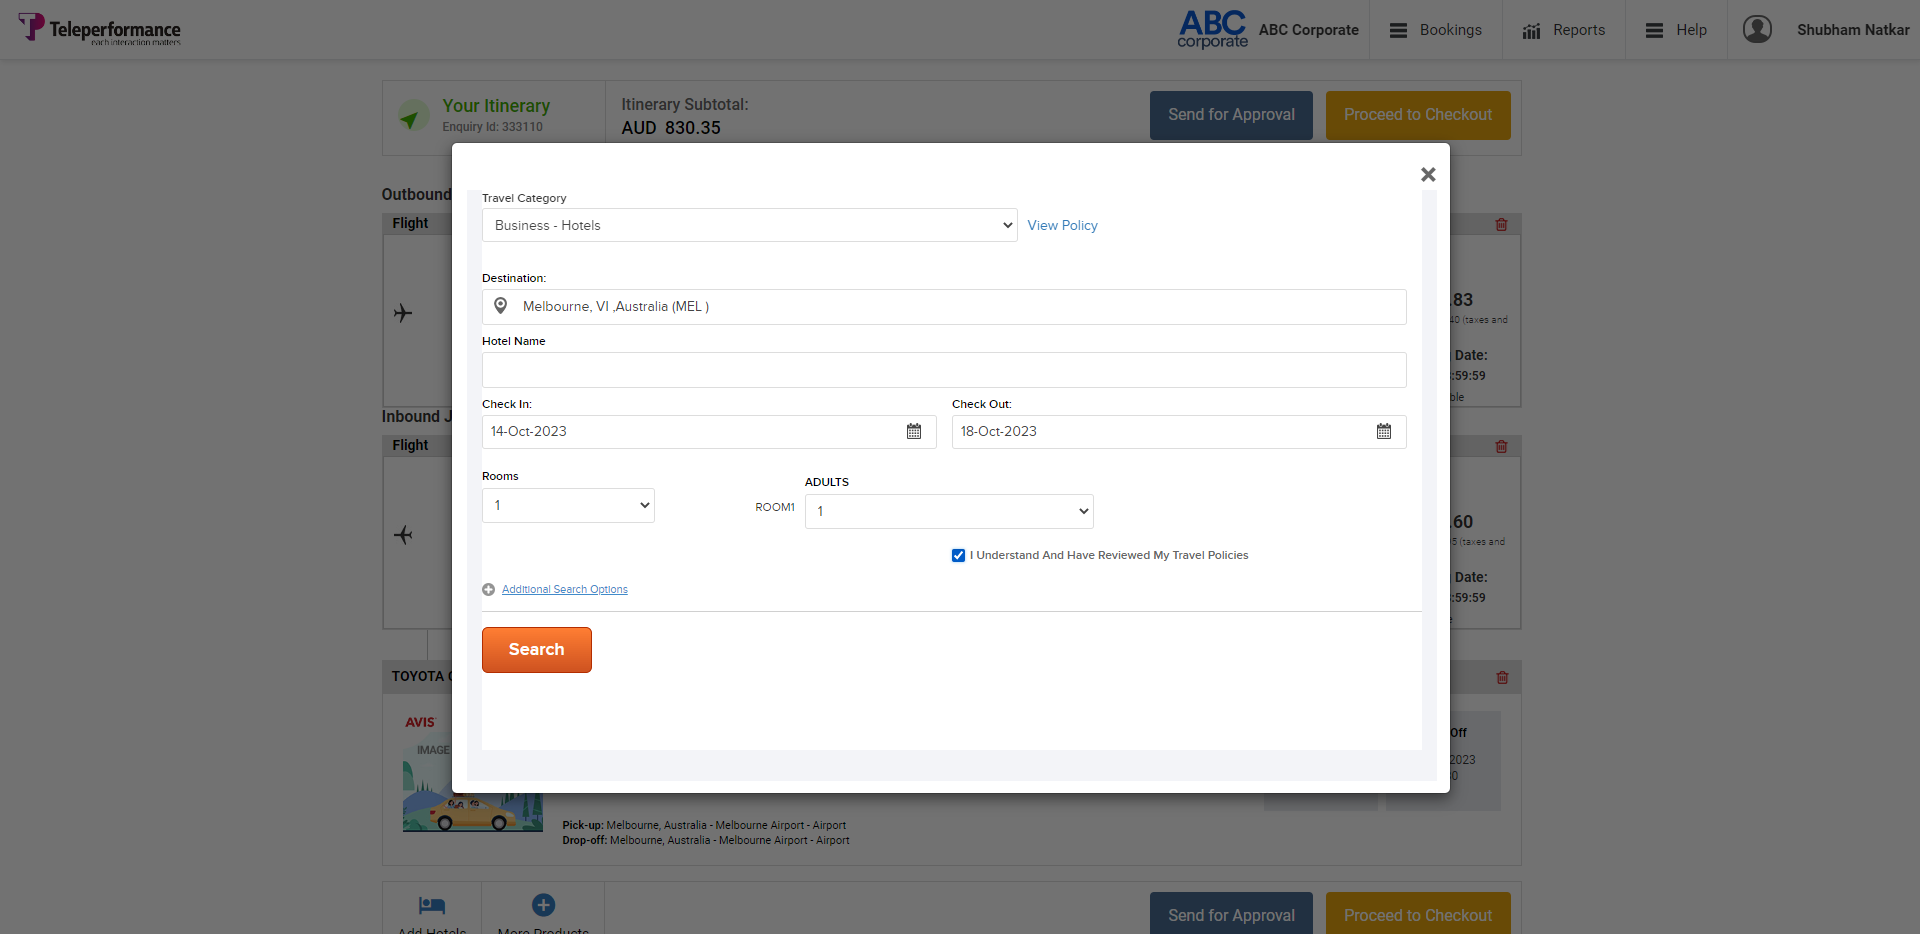 Teleperformance
each interaction matters
ABC
corporate
ABC Corporate
Bookings
Reports
Help
Shubham Natkar
Your Itinerary
Enquiry Id: 333110
Itinerary Subtotal:
AUD 830.35
Send for Approval
Proceed to Checkout
Outbound
Flight
Travel Category
Business - Hotels
View Policy
Destination:
Melbourne, VI ,Australia (MEL )
Hotel Name
Check In:
Check Out:
14-Oct-2023
18-Oct-2023
Rooms
1
ADULTS
ROOM1
1
I Understand And Have Reviewed My Travel Policies
Additional Search Options
Search
.83
40 (taxes and
Date:
:59:59
ble
Inbound J
Flight
.60
(taxes and
Date:
:59:59
TOYOTA
AVIS
IMAGE
Off
2023
Pick-up: Melbourne, Australia - Melbourne Airport - Airport
Drop-off: Melbourne, Australia - Melbourne Airport - Airport
Add Hotels
More Products
Send for Approval
Proceed to Checkout